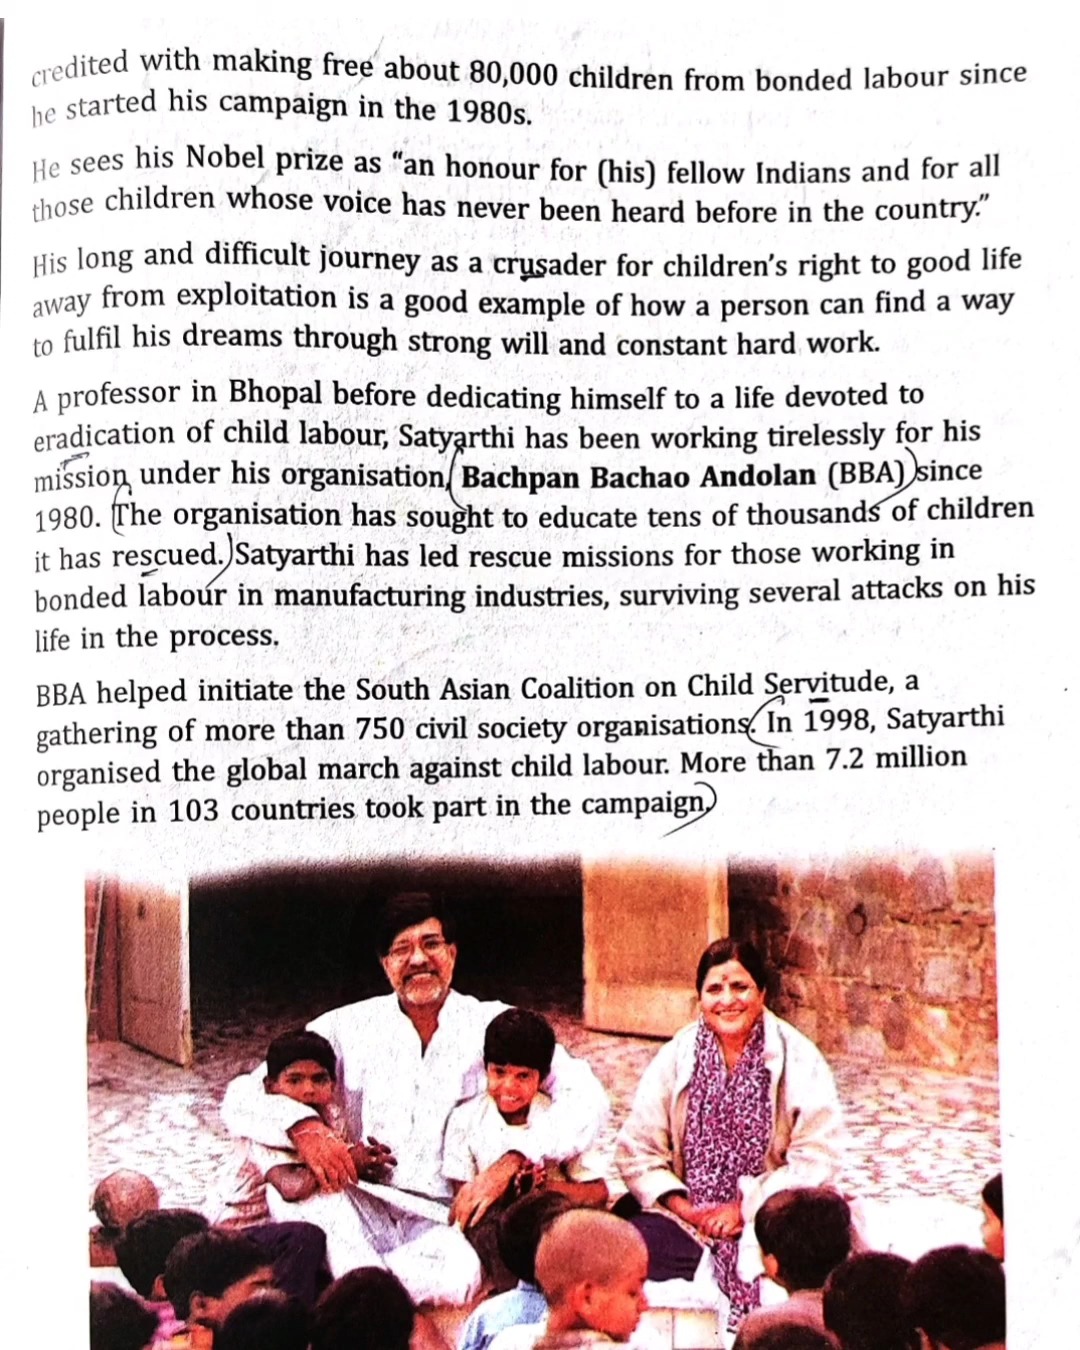 credited with making free about 80,000 children from bonded labour since
he started his campaign in the 1980s.
He sees his Nobel prize as “an honour for (his) fellow Indians and for all
those children whose voice has never been heard before in the country.”
His long and difficult journey as a crusader for children’s right to good life
away from exploitation is a good example of how a person can find a way
to fulfil his dreams through strong will and constant hard work.
A professor in Bhopal before dedicating himself to a life devoted to
eradication of child labour, Satyarthi has been working tirelessly for his
mission under his organisation, Bachpan Bachao Andolan (BBA) since
1980. The organisation has sought to educate tens of thousands of children
it has rescued. Satyarthi has led rescue missions for those working in
bonded labour in manufacturing industries, surviving several attacks on his
life in the process.
BBA helped initiate the South Asian Coalition on Child Servitude, a
gathering of more than 750 civil society organisations. In 1998, Satyarthi
organised the global march against child labour. More than 7.2 million
people in 103 countries took part in the campaign.